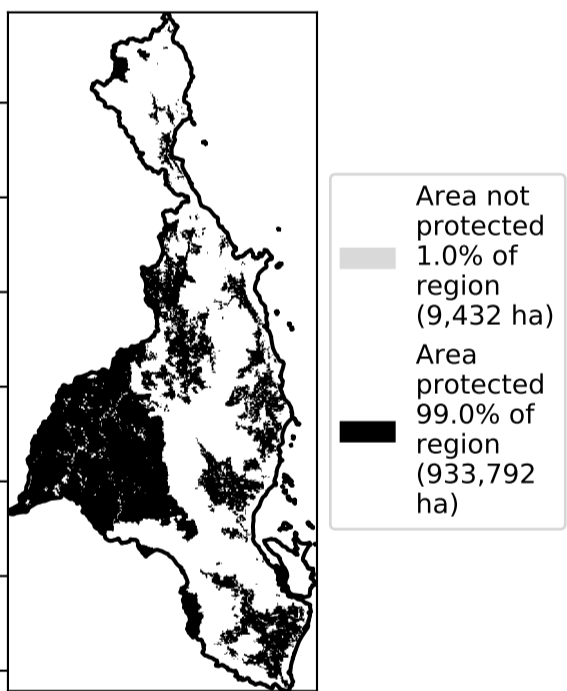 Area not
protected
1.0% of
region
(9,432 ha)
Area
protected
99.0% of
region
(933,792
ha)